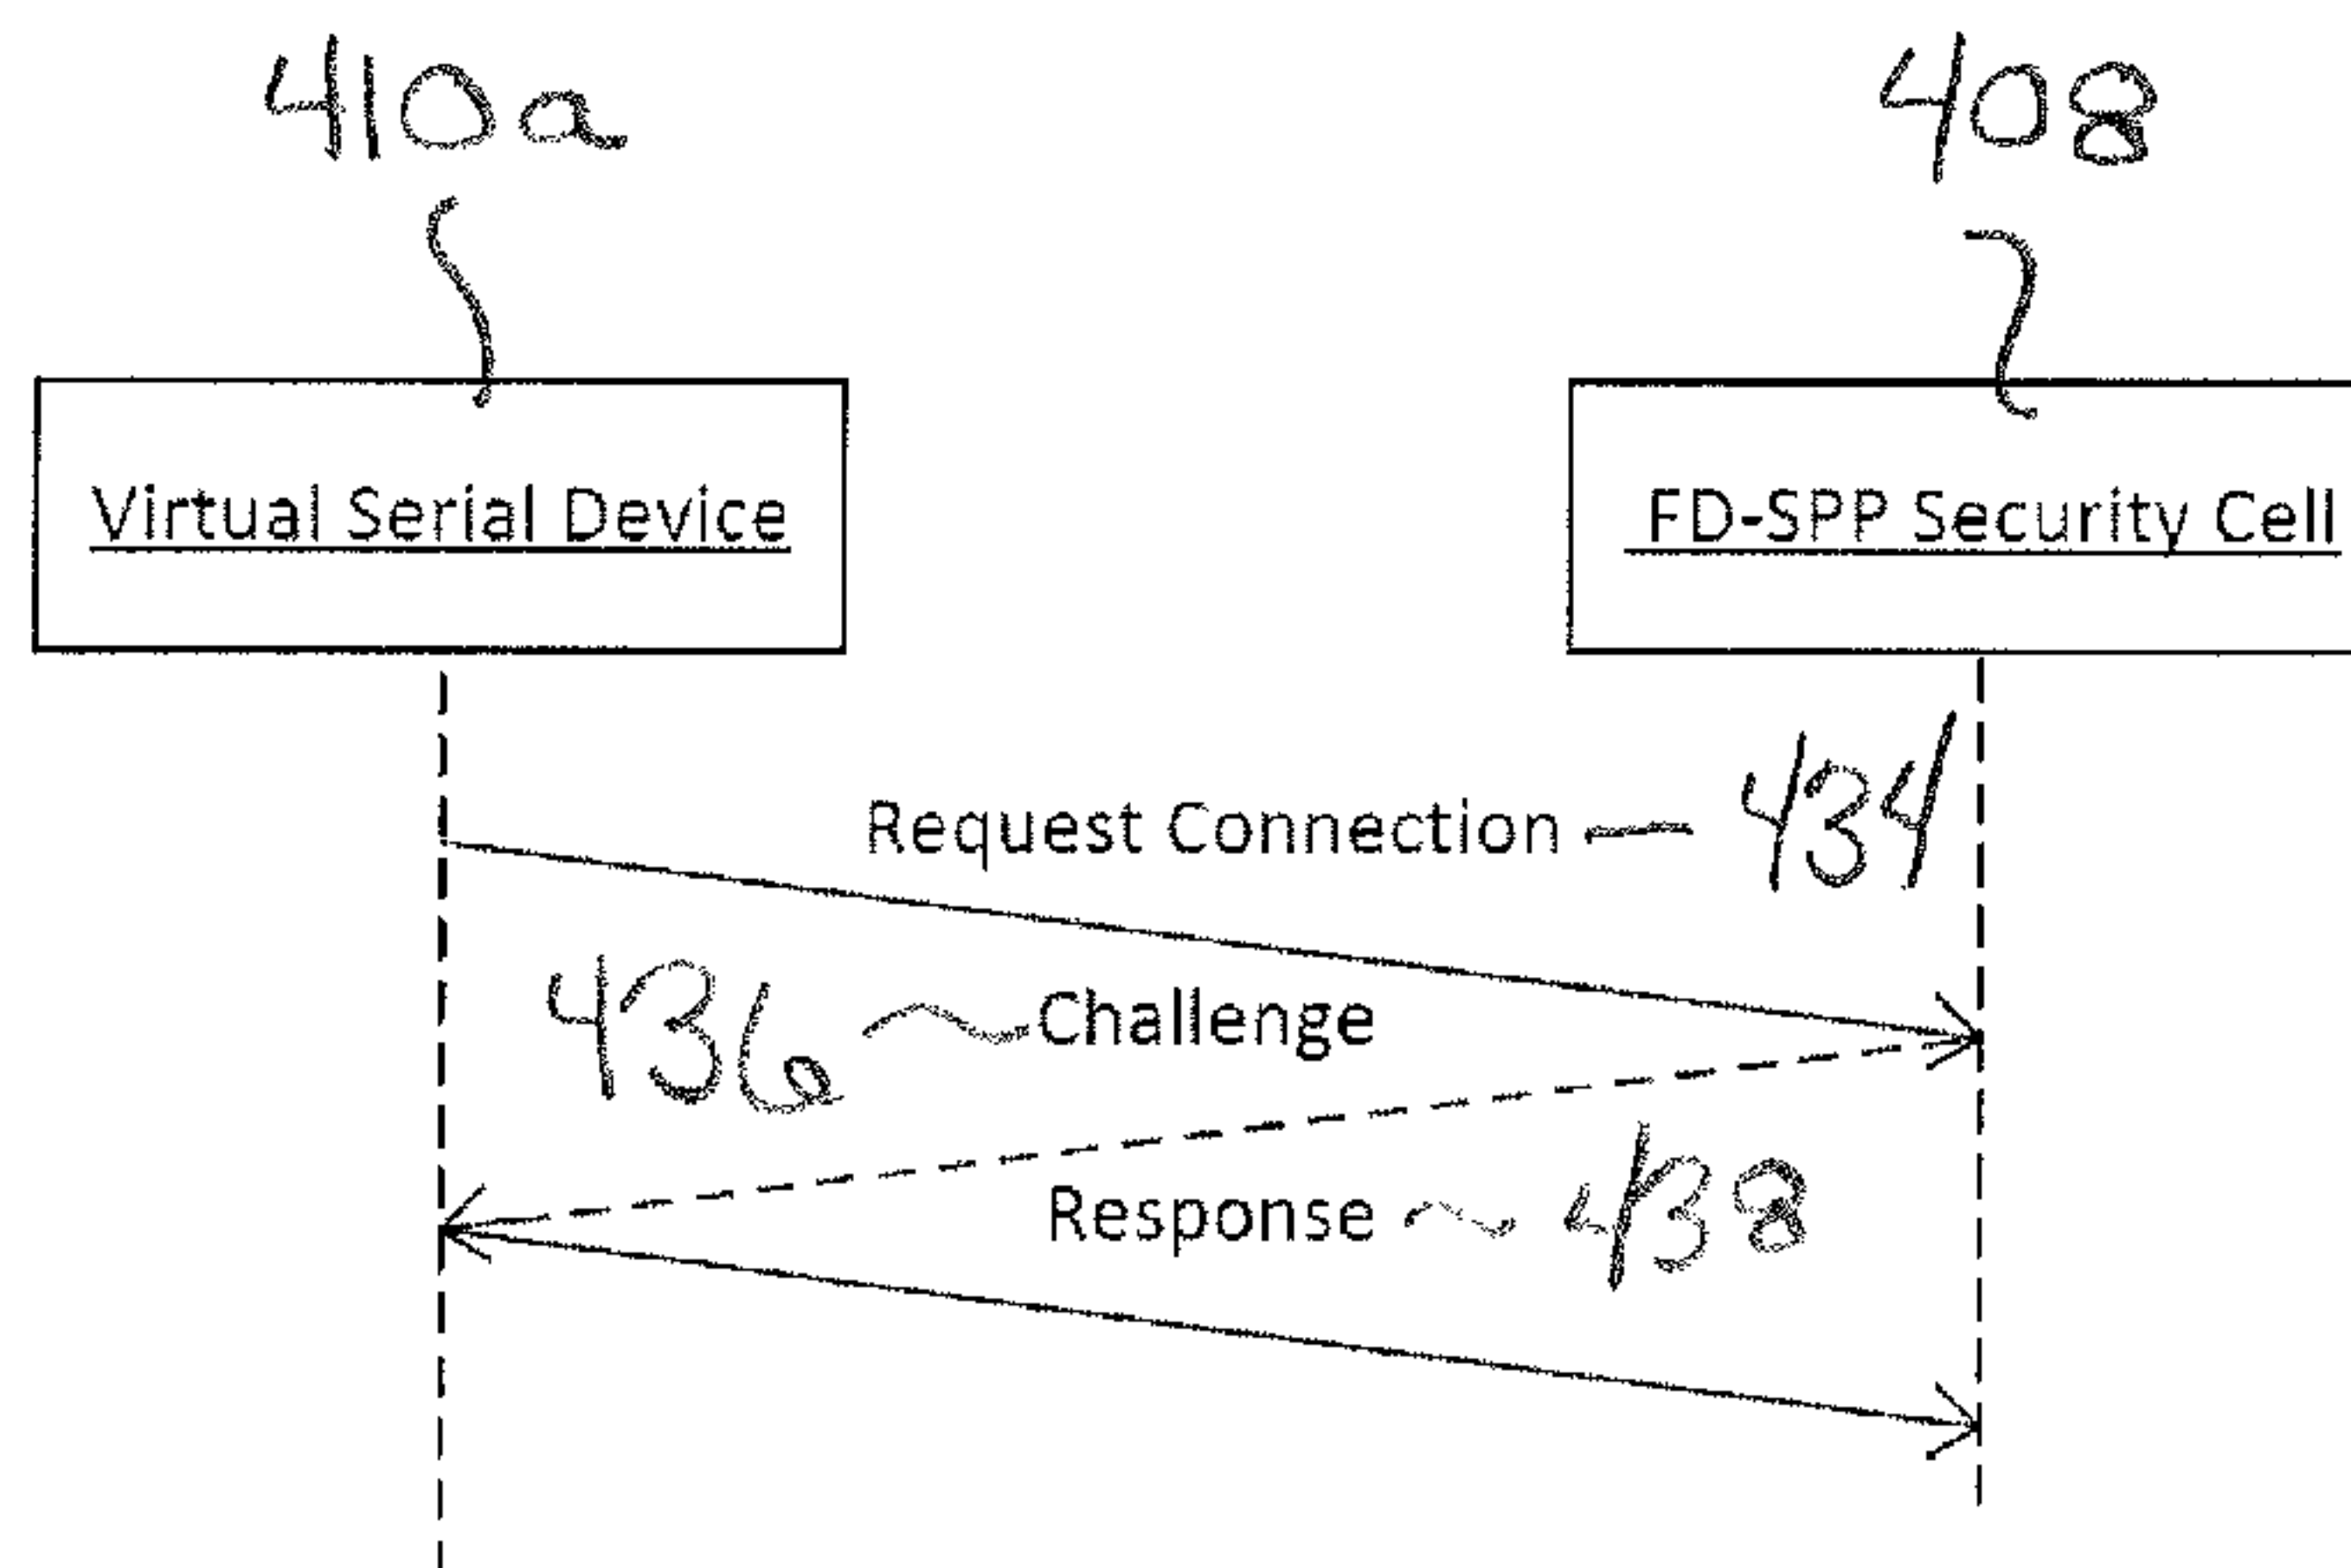 410a 408
Virtual Serial Device FD-SPP Security Cell
Request Connection — 434
436 ~ Challenge
Response ~ 438